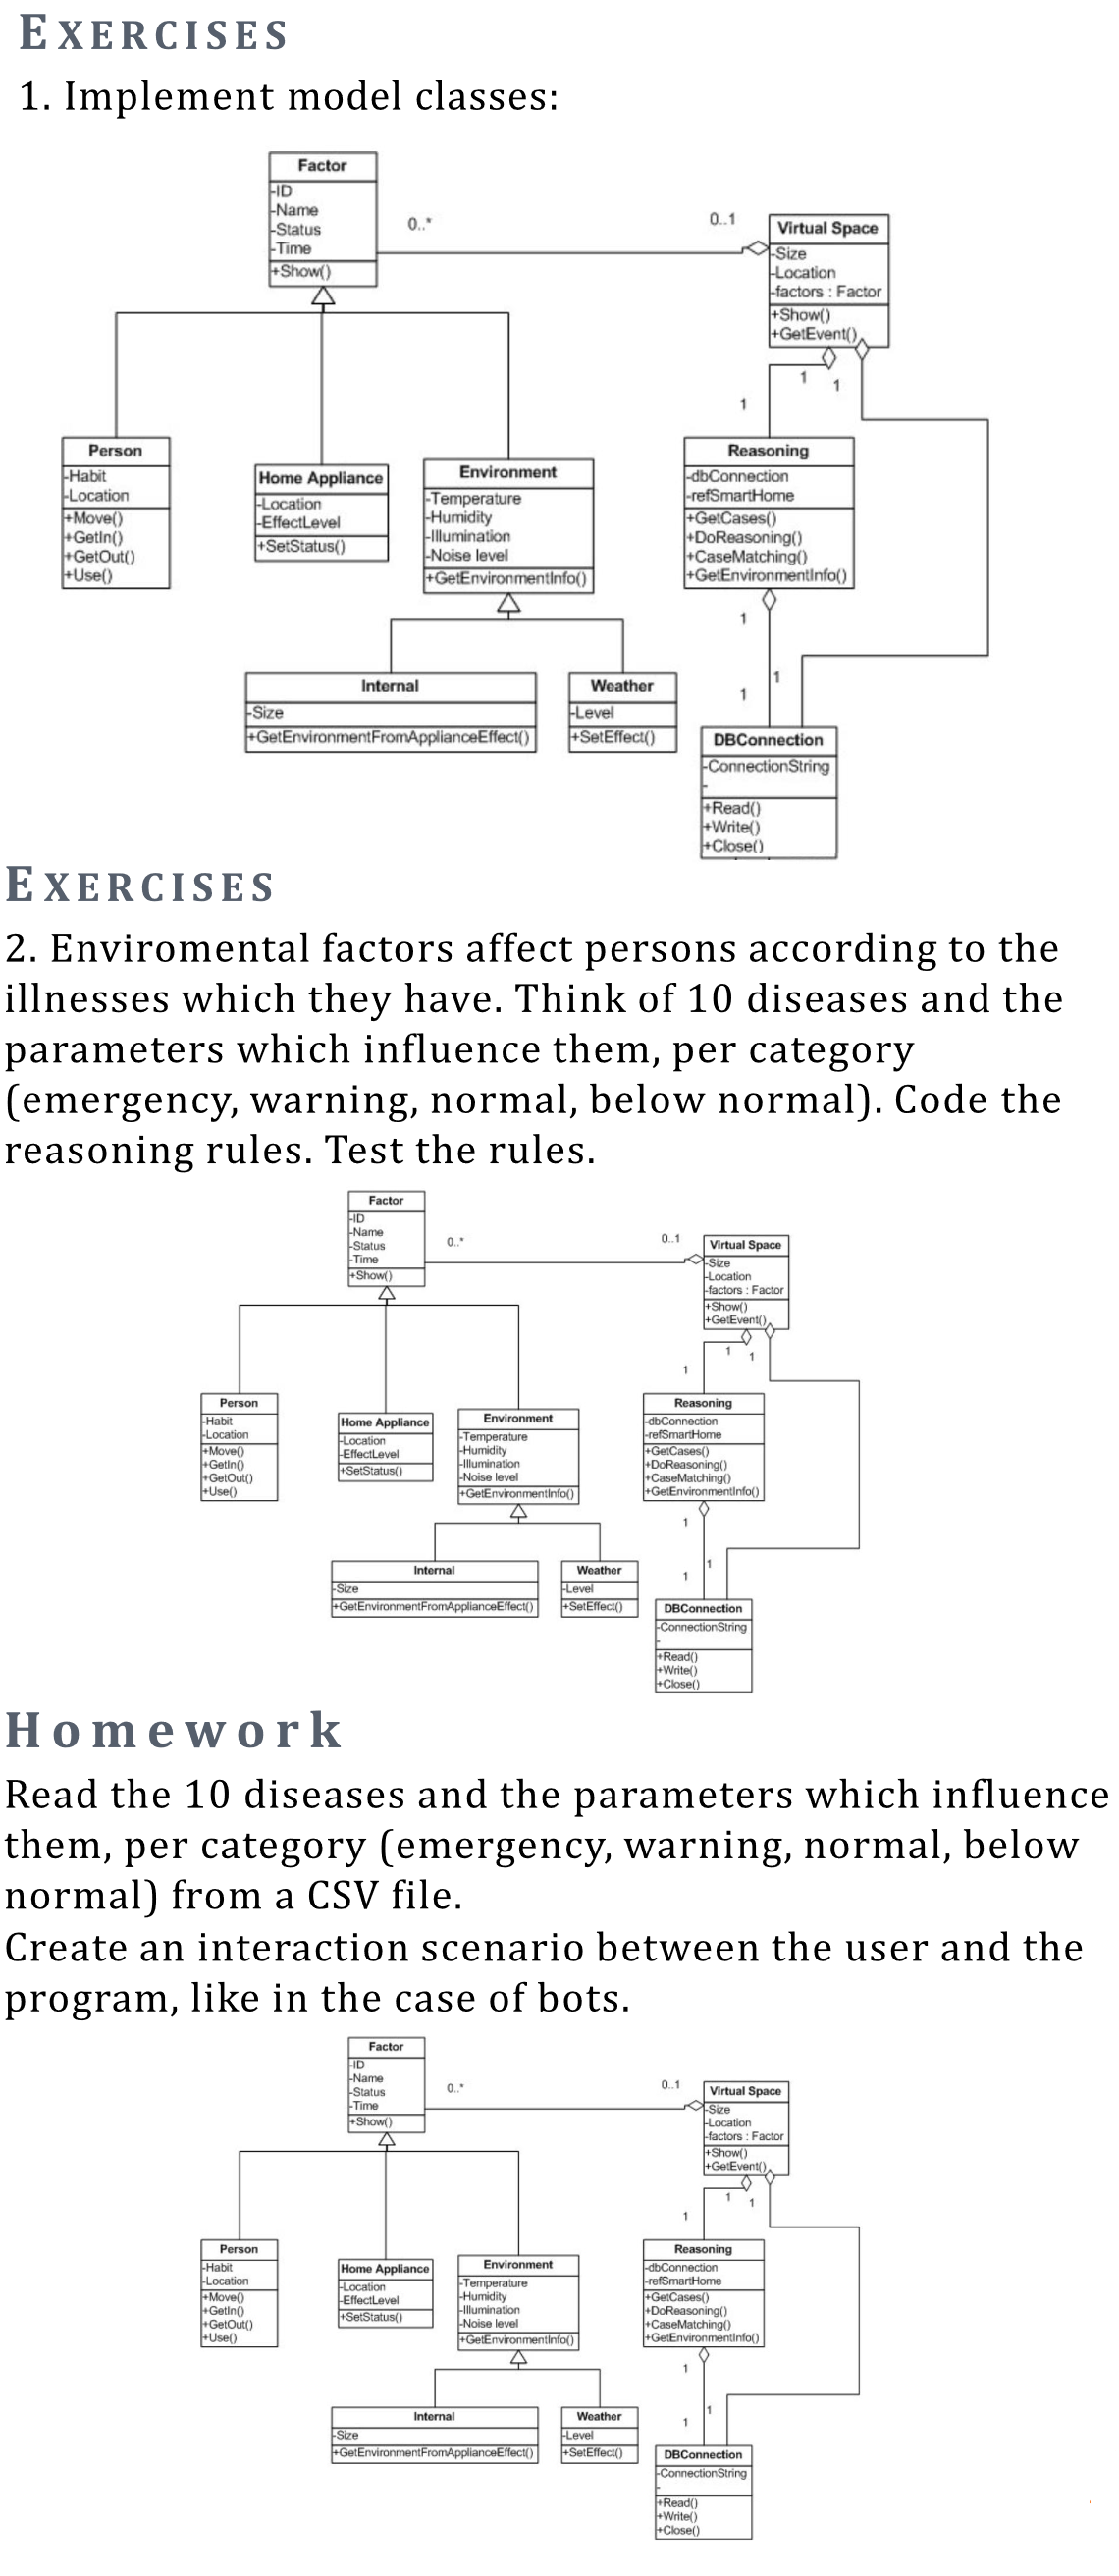 EXERCISES
1. Implement model classes:
Factor
-ID
-Name
-Status
-Time
+Show()
0..*
0..1
Virtual Space
-Size
-Location
-factors : Factor
+Show()
+GetEvent()
1
1
1
Person
-Habit
-Location
+Move()
+GetIn()
+GetOut()
+Use()
Home Appliance
-Location
-EffectLevel
+SetStatus()
Environment
-Temperature
-Humidity
-Illumination
-Noise level
+GetEnvironmentInfo()
Reasoning
-dbConnection
-refSmartHome
+GetCases()
+DoReasoning()
+CaseMatching()
+GetEnvironmentInfo()
1
1
1
Internal
-Size
+GetEnvironmentFromApplianceEffect()
Weather
-Level
+SetEffect()
DBConnection
-ConnectionString
-
+Read()
+Write()
+Close()
EXERCISES
2. Enviromental factors affect persons according to the
illnesses which they have. Think of 10 diseases and the
parameters which influence them, per category
(emergency, warning, normal, below normal). Code the
reasoning rules. Test the rules.
Factor
-ID
-Name
-Status
-Time
+Show()
0..*
0..1
Virtual Space
-Size
-Location
-factors : Factor
+Show()
+GetEvent()
1
1
1
Person
-Habit
-Location
+Move()
+GetIn()
+GetOut()
+Use()
Home Appliance
-Location
-EffectLevel
+SetStatus()
Environment
-Temperature
-Humidity
-Illumination
-Noise level
+GetEnvironmentInfo()
Reasoning
-dbConnection
-refSmartHome
+GetCases()
+DoReasoning()
+CaseMatching()
+GetEnvironmentInfo()
1
1
1
Internal
-Size
+GetEnvironmentFromApplianceEffect()
Weather
-Level
+SetEffect()
DBConnection
-ConnectionString
-
+Read()
+Write()
+Close()
Homework
Read the 10 diseases and the parameters which influence
them, per category (emergency, warning, normal, below
normal) from a CSV file.
Create an interaction scenario between the user and the
program, like in the case of bots.
Factor
-ID
-Name
-Status
-Time
+Show()
0..*
0..1
Virtual Space
-Size
-Location
-factors : Factor
+Show()
+GetEvent()
1
1
1
Person
-Habit
-Location
+Move()
+GetIn()
+GetOut()
+Use()
Home Appliance
-Location
-EffectLevel
+SetStatus()
Environment
-Temperature
-Humidity
-Illumination
-Noise level
+GetEnvironmentInfo()
Reasoning
-dbConnection
-refSmartHome
+GetCases()
+DoReasoning()
+CaseMatching()
+GetEnvironmentInfo()
1
1
1
Internal
-Size
+GetEnvironmentFromApplianceEffect()
Weather
-Level
+SetEffect()
DBConnection
-ConnectionString
-
+Read()
+Write()
+Close()